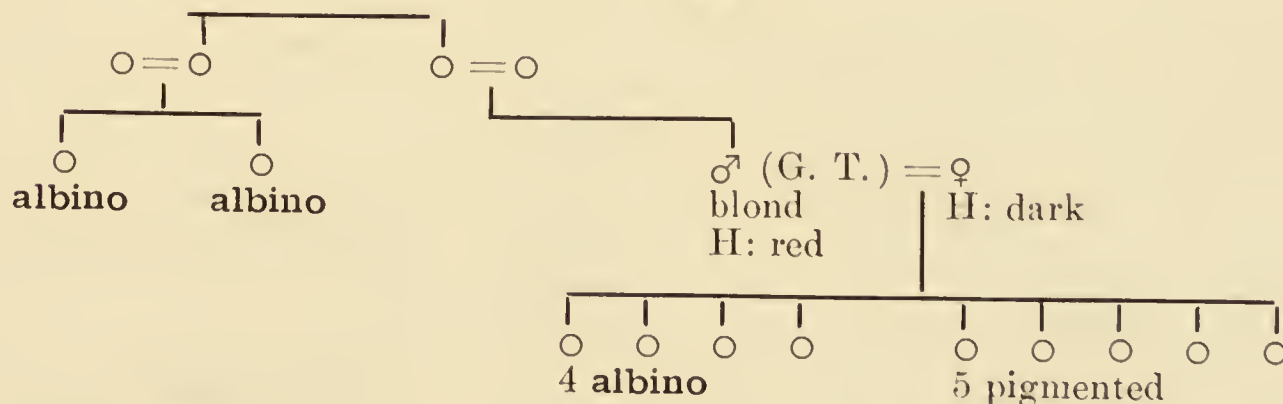 albino albino
♂ (G. T.) = ♀
blond H: dark
H: red
4 albino 5 pigmented